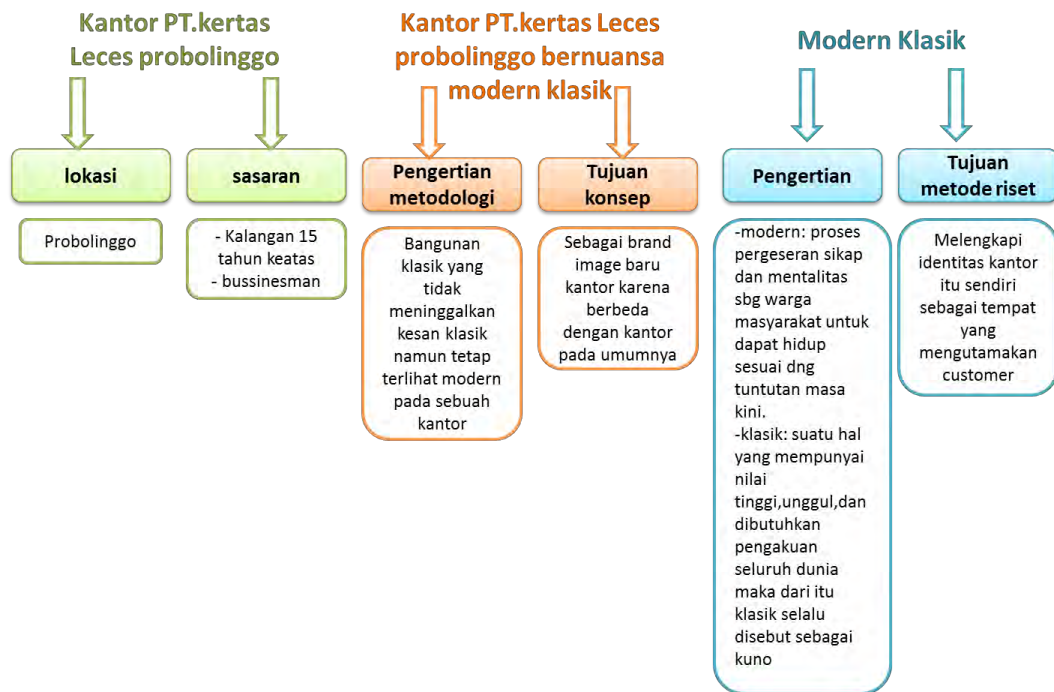 Kantor PT.kertas
Leces probolinggo
lokasi
Probolinggo
sasaran
- Kalangan 15
tahun keatas
- bussinesman
Kantor PT.kertas Leces
probolinggo bernuansa
modern klasik
Pengertian
metodologi
Bangunan
klasik yang
tidak
meninggalkan
kesan klasik
namun tetap
terlihat modern
pada sebuah
kantor
Tujuan
konsep
Sebagai brand
image baru
kantor karena
berbeda
dengan kantor
pada umumnya
Modern Klasik
Pengertian
-modern: proses
pergeseran sikap
dan mentalitas
sbg warga
masyarakat untuk
dapat hidup
sesuai dng
tuntutan masa
kini.
-klasik: suatu hal
yang mempunyai
nilai
tinggi,unggul,dan
dibutuhkan
pengakuan
seluruh dunia
maka dari itu
klasik selalu
disebut sebagai
kuno
Tujuan
metode riset
Melengkapi
identitas kantor
itu sendiri
sebagai tempat
yang
mengutamakan
customer